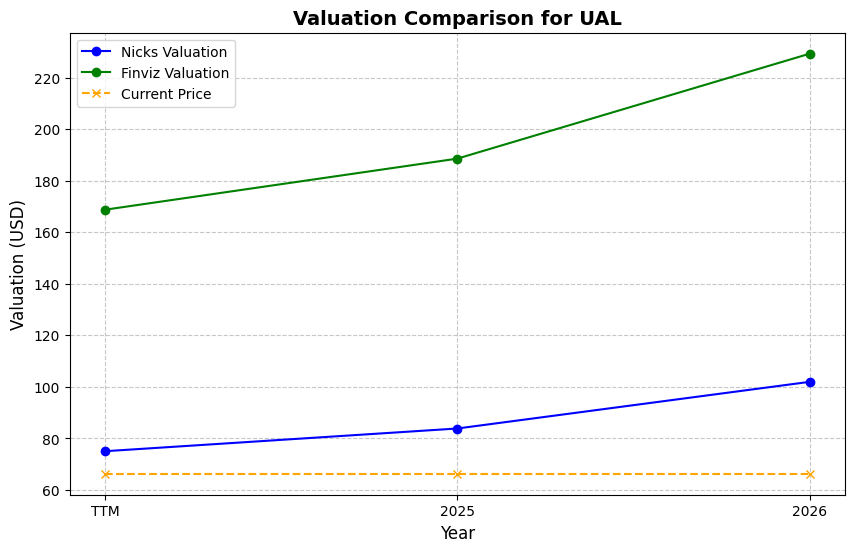 Valuation Comparison for UAL
Nicks Valuation
Finviz Valuation
Current Price
220
200
180
160
140
120
100
80
60
Valuation (USD)
TTM 2025 2026
Year